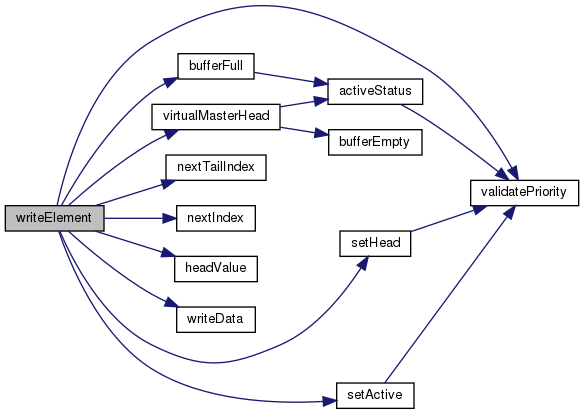 bufferFull
activeStatus
virtualMasterHead
bufferEmpty
nextTailIndex
validatePriority
writeElement
nextIndex
setHead
headValue
writeData
setActive